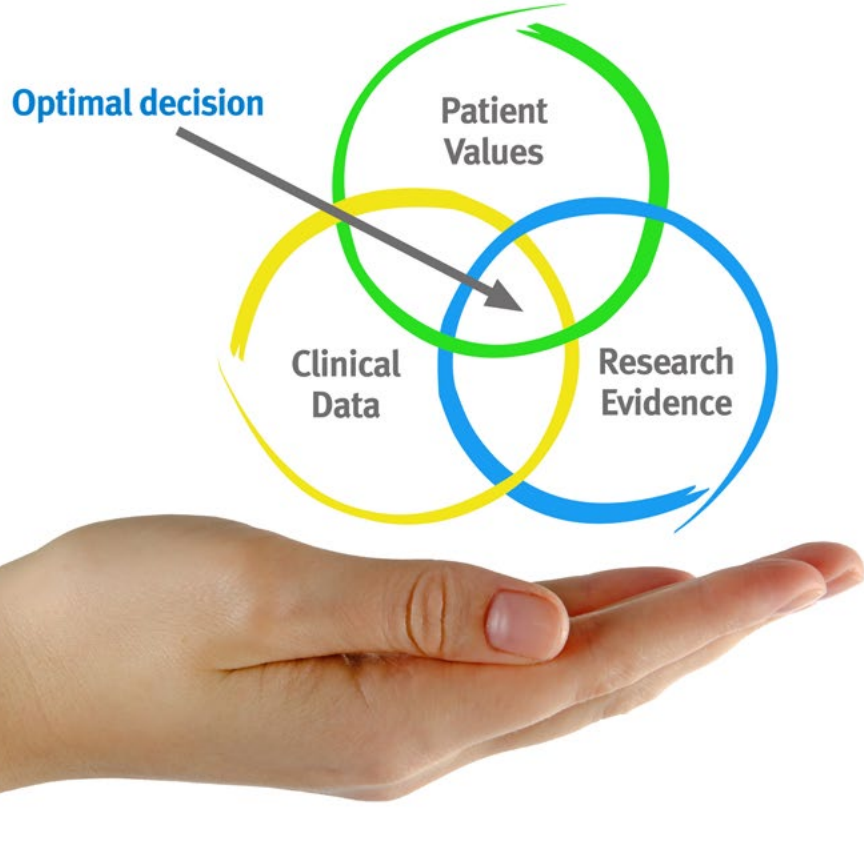 Optimal decision
Patient
Values
Clinical
Data
Research
Evidence